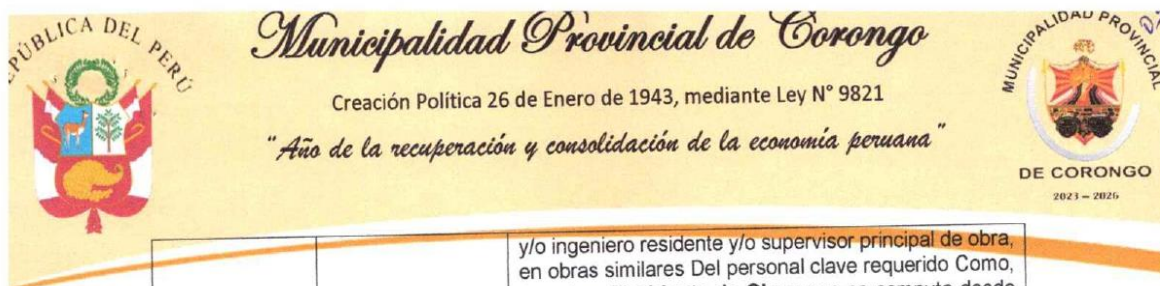 REPÚBLICA DEL PERÚ
Municipalidad Provincial de Corongo
Creación Política 26 de Enero de 1943, mediante Ley N° 9821
"Año de la recuperación y consolidación de la economía peruana"
MUNICIPALIDAD PROVINCIAL
DE CORONGO
2023 – 2026
y/o ingeniero residente y/o supervisor principal de obra,
en obras similares Del personal clave requerido Como,